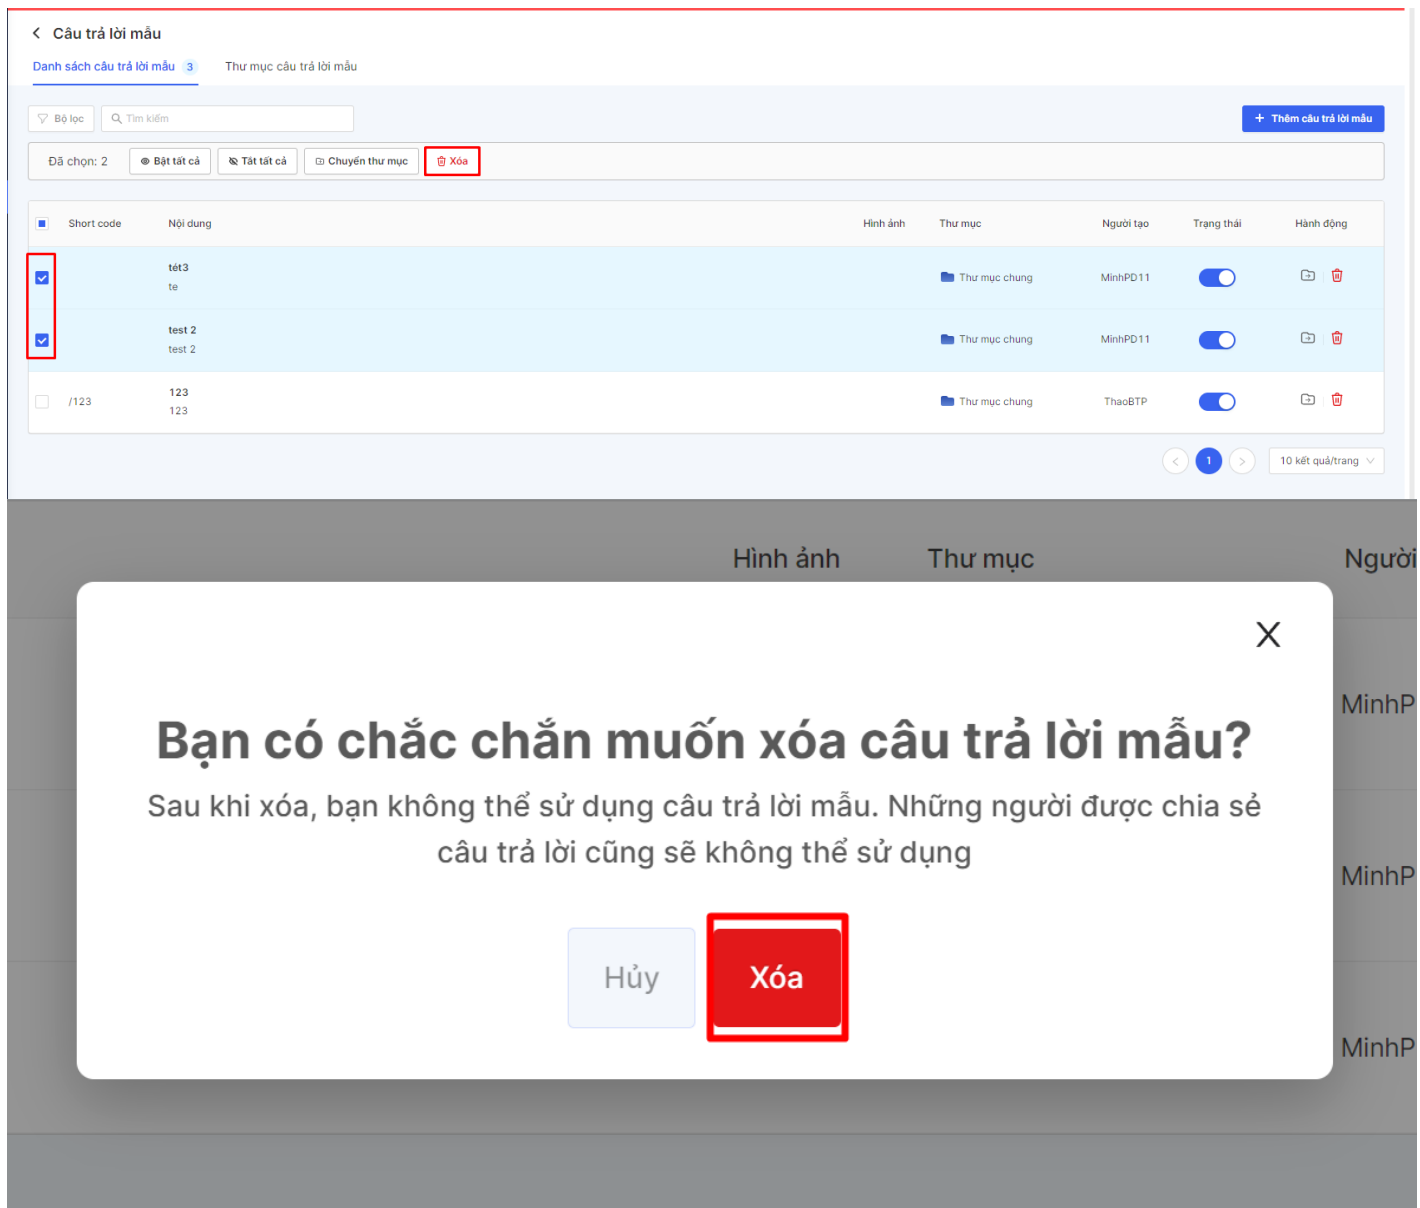 Câu trả lời mẫu
Danh sách câu trả lời mẫu 3 Thư mục câu trả lời mẫu
Bộ lọc Tìm kiếm + Thêm câu trả lời mẫu
Đã chọn: 2 Bật tất cả Tắt tất cả Chuyển thư mục Xóa
Short code Nội dung Hình ảnh Thư mục Người tạo Trạng thái Hành động
tét3
te Thư mục chung MinhPD11
test 2
test 2 Thư mục chung MinhPD11
/123 123 Thư mục chung ThaoBTP
123
< 1 > 10 kết quả/trang
Hình ảnh Thư mục Người
X
MinhP
Bạn có chắc chắn muốn xóa câu trả lời mẫu?
Sau khi xóa, bạn không thể sử dụng câu trả lời mẫu. Những người được chia sẻ
câu trả lời cũng sẽ không thể sử dụng
MinhP
Hủy Xóa
MinhP